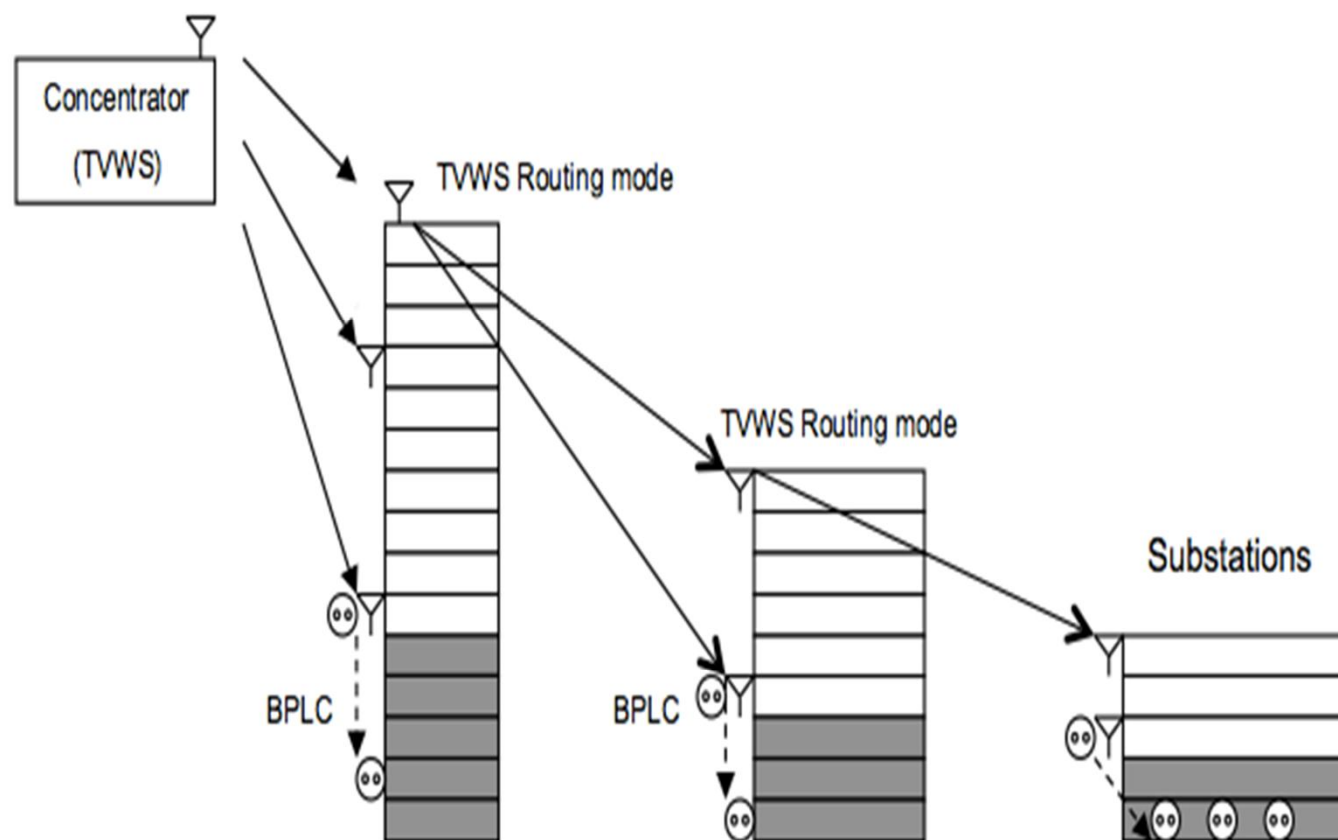 Concentrator
(TVWS)
TVWS Routing mode
TVWS Routing mode
Substations
BPLC
BPLC